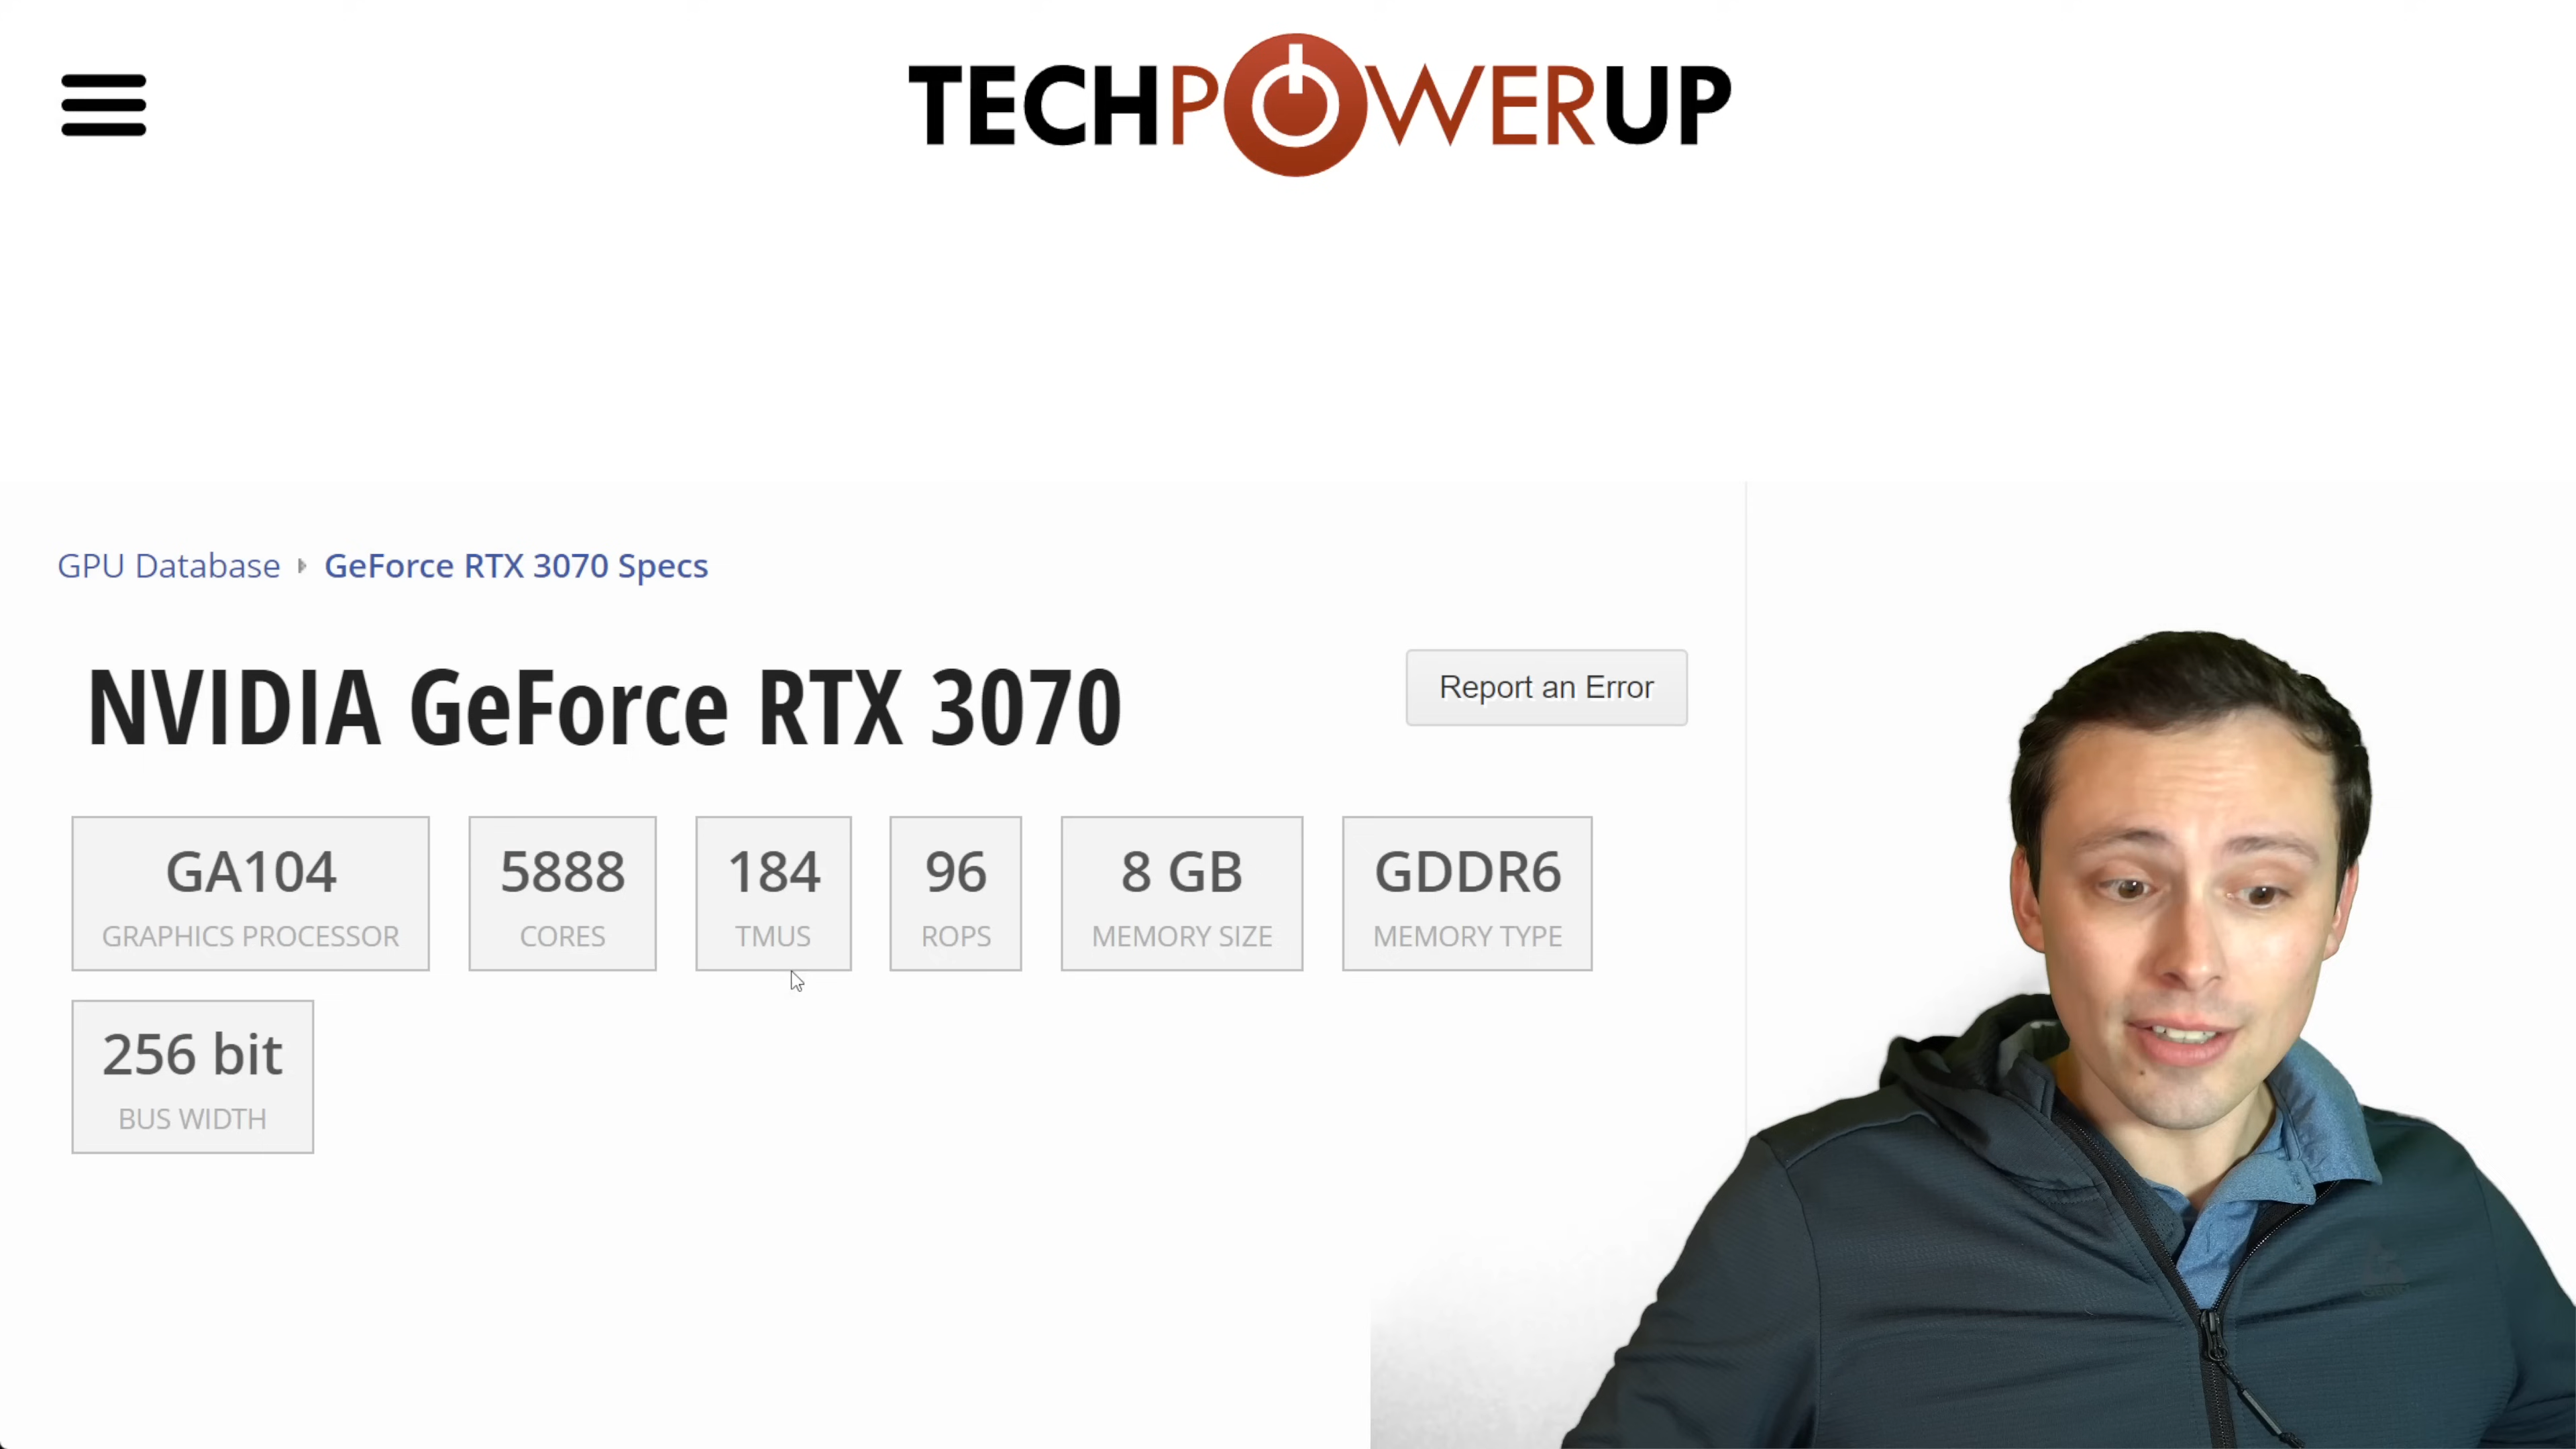 TECHPOWERUP
GPU Database GeForce RTX 3070 Specs
NVIDIA GeForce RTX 3070
Report an Error
GA104 5888 184 96 8 GB GDDR6
GRAPHICS PROCESSOR CORES TMUS ROPS MEMORY SIZE MEMORY TYPE
256 bit
BUS WIDTH